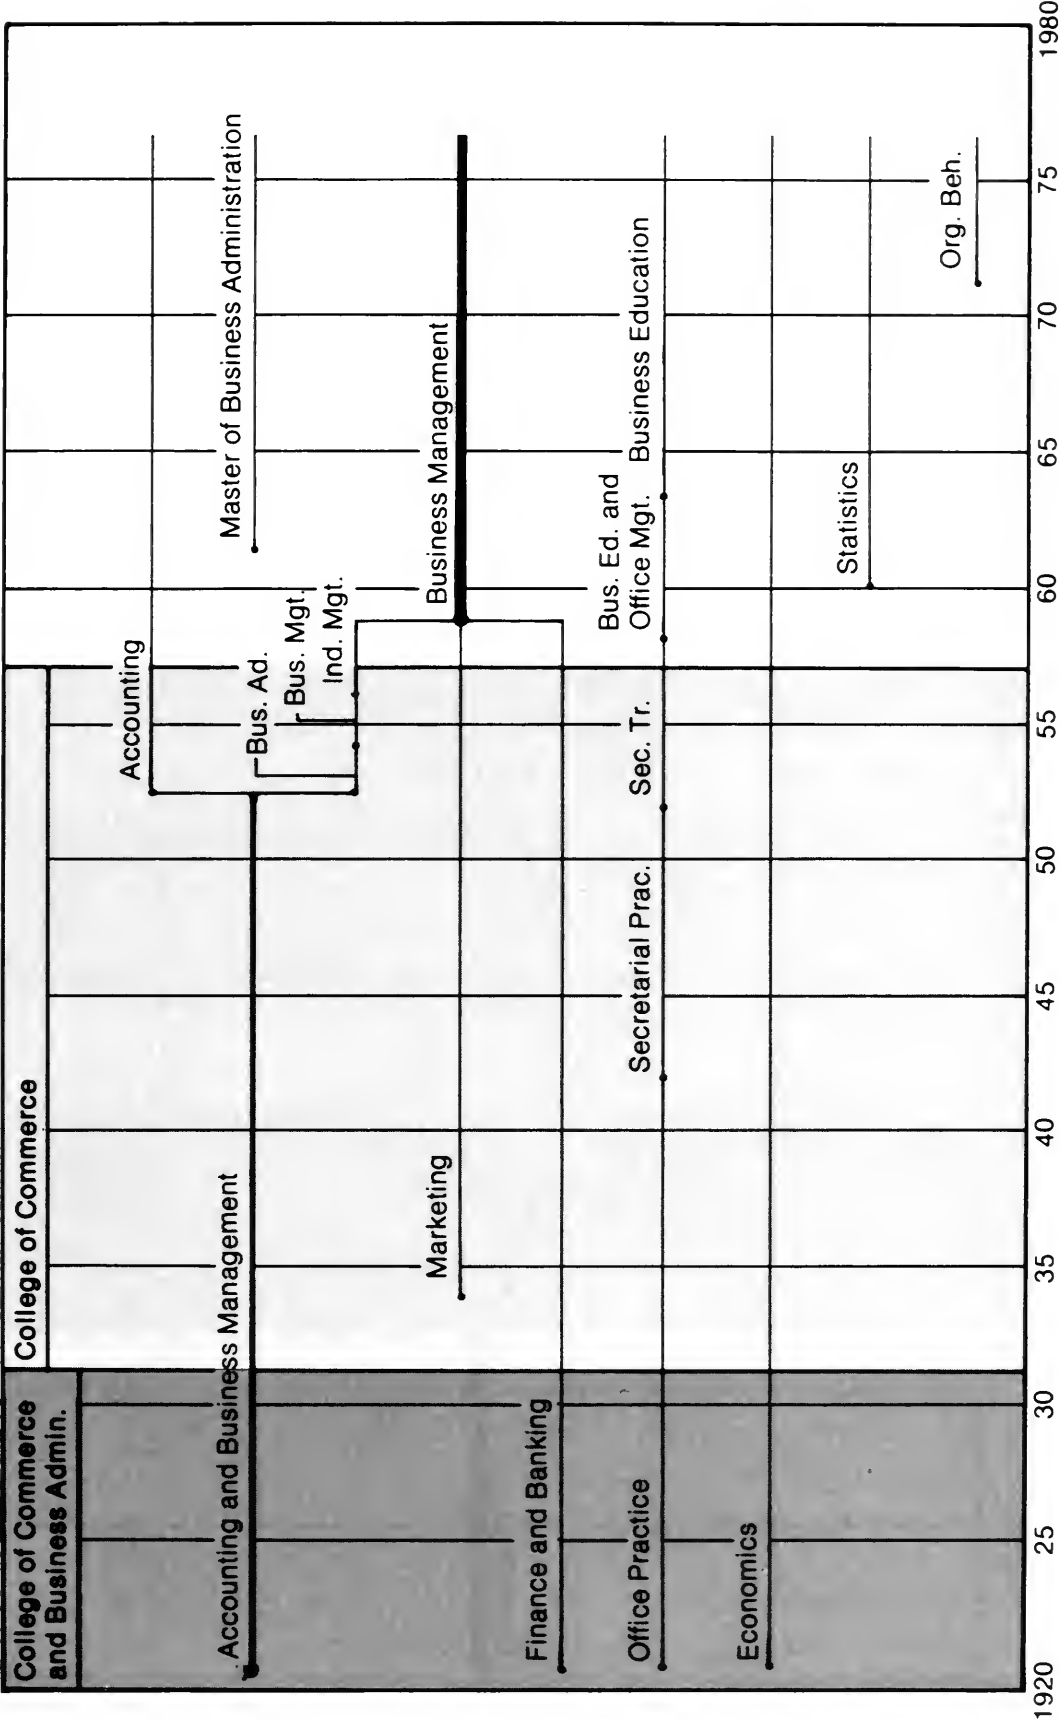 College of Commerce
and Business Admin.
College of Commerce
Accounting
Accounting and Business Management
Bus. Ad.
Master of Business Administration
Bus. Mgt.
Ind. Mgt.
Marketing
Business Management
Finance and Banking
Office Practice
Secretarial Prac.
Sec. Tr.
Bus. Ed. and
Office Mgt.
Business Education
Economics
Statistics
Org. Beh.
1920
25
30
35
40
45
50
55
60
65
70
75
1980